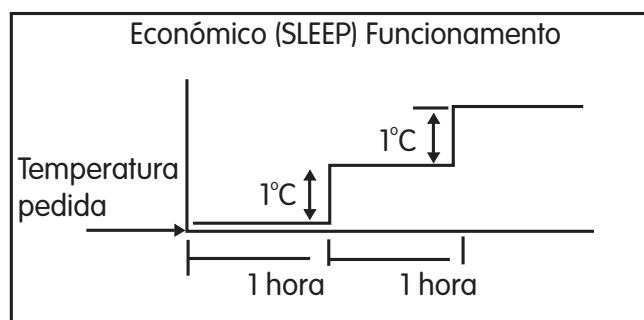 Económico (SLEEP) Funcionamento
1°C
Temperatura
pedida
1°C
1 hora
1 hora